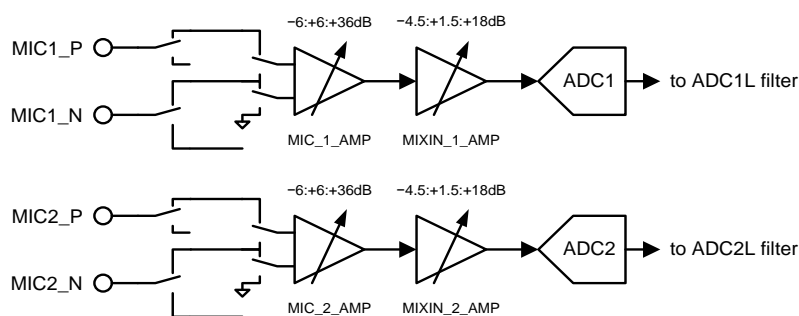 −6:+6:+36dB
−4.5:+1.5:+18dB
MIC1_P
ADC1
to ADC1L filter
MIC1_N
MIC_1_AMP
MIXIN_1_AMP
−6:+6:+36dB
−4.5:+1.5:+18dB
MIC2_P
ADC2
to ADC2L filter
MIC2_N
MIC_2_AMP
MIXIN_2_AMP